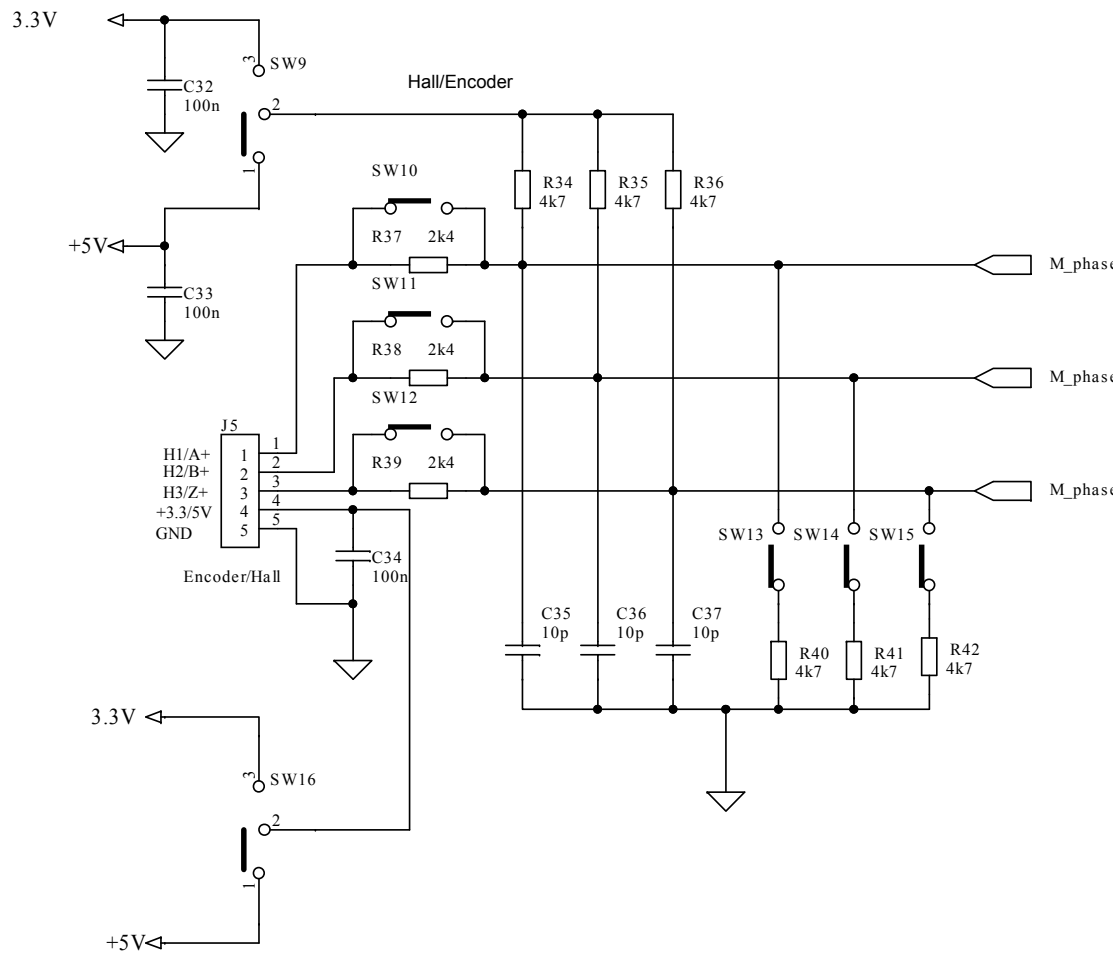 3.3V
3
SW9
C32
100n
Hall/Encoder
2
1
SW10
R34
4k7
R35
4k7
R36
4k7
+5V
R37 2k4
M_phase
SW11
C33
100n
R38 2k4
M_phase
SW12
J5
R39 2k4
H1/A+ 1 1
H2/B+ 2 2
H3/Z+ 3 3
M_phase
+3.3/5V 4 4
GND 5 5
SW13
SW14
SW15
C34
100n
Encoder/Hall
C35
10p
C36
10p
C37
10p
R40
4k7
R41
4k7
R42
4k7
3.3V
3
SW16
2
1
+5V